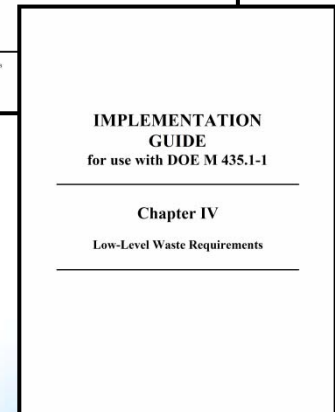 IMPLEMENTATION
GUIDE
for use with DOE M 435.1-1
Chapter IV
Low-Level Waste Requirements